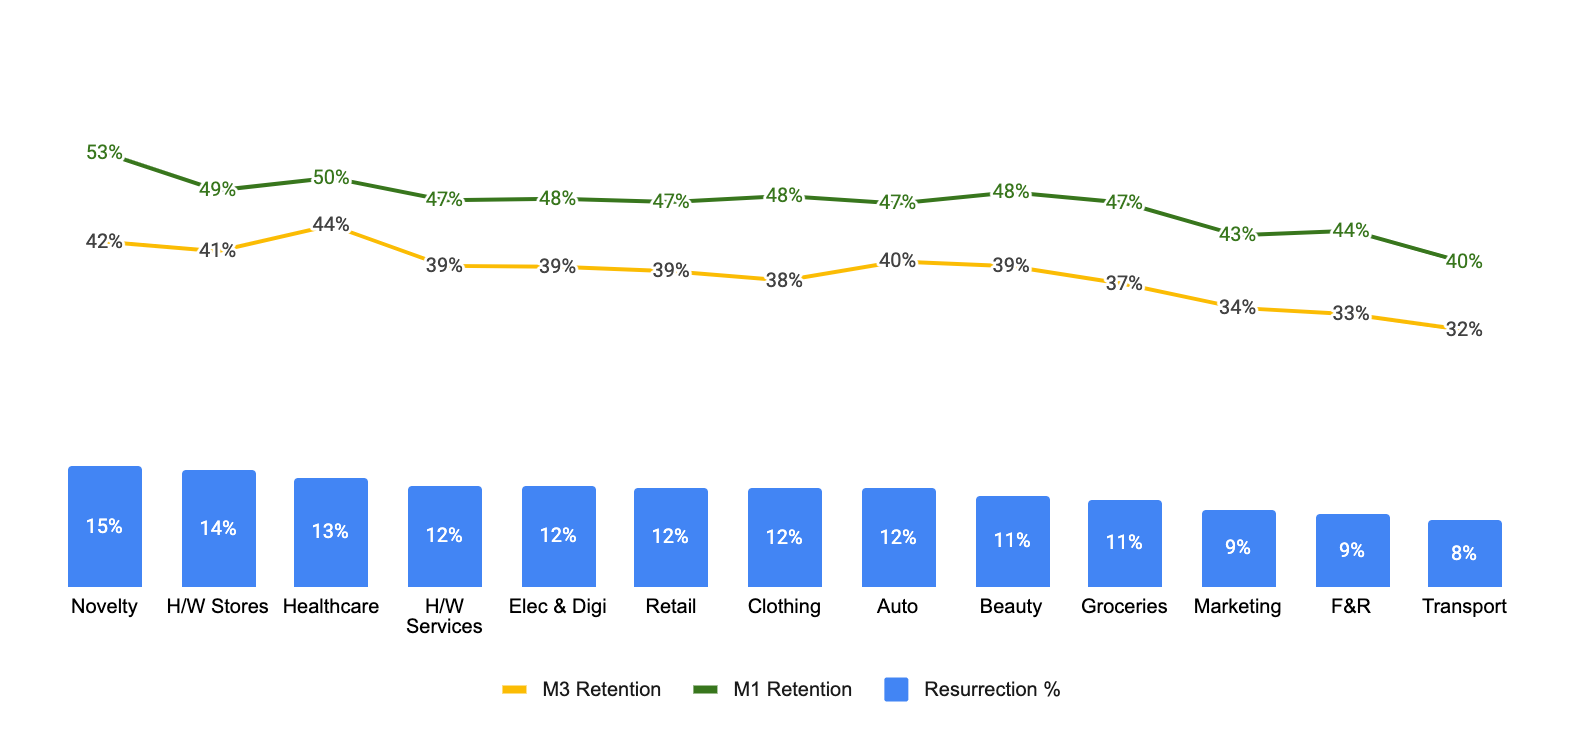 53%
49%
50%
47%
48%
47%
48%
47%
48%
47%
43%
44%
40%
42%
41%
44%
39%
39%
39%
38%
40%
39%
37%
34%
33%
32%
15%
14%
13%
12%
12%
12%
12%
12%
11%
11%
9%
9%
8%
Novelty
H/W Stores
Healthcare
H/W
Services
Elec & Digi
Retail
Clothing
Auto
Beauty
Groceries
Marketing
F&R
Transport
M3 Retention
M1 Retention
Resurrection %